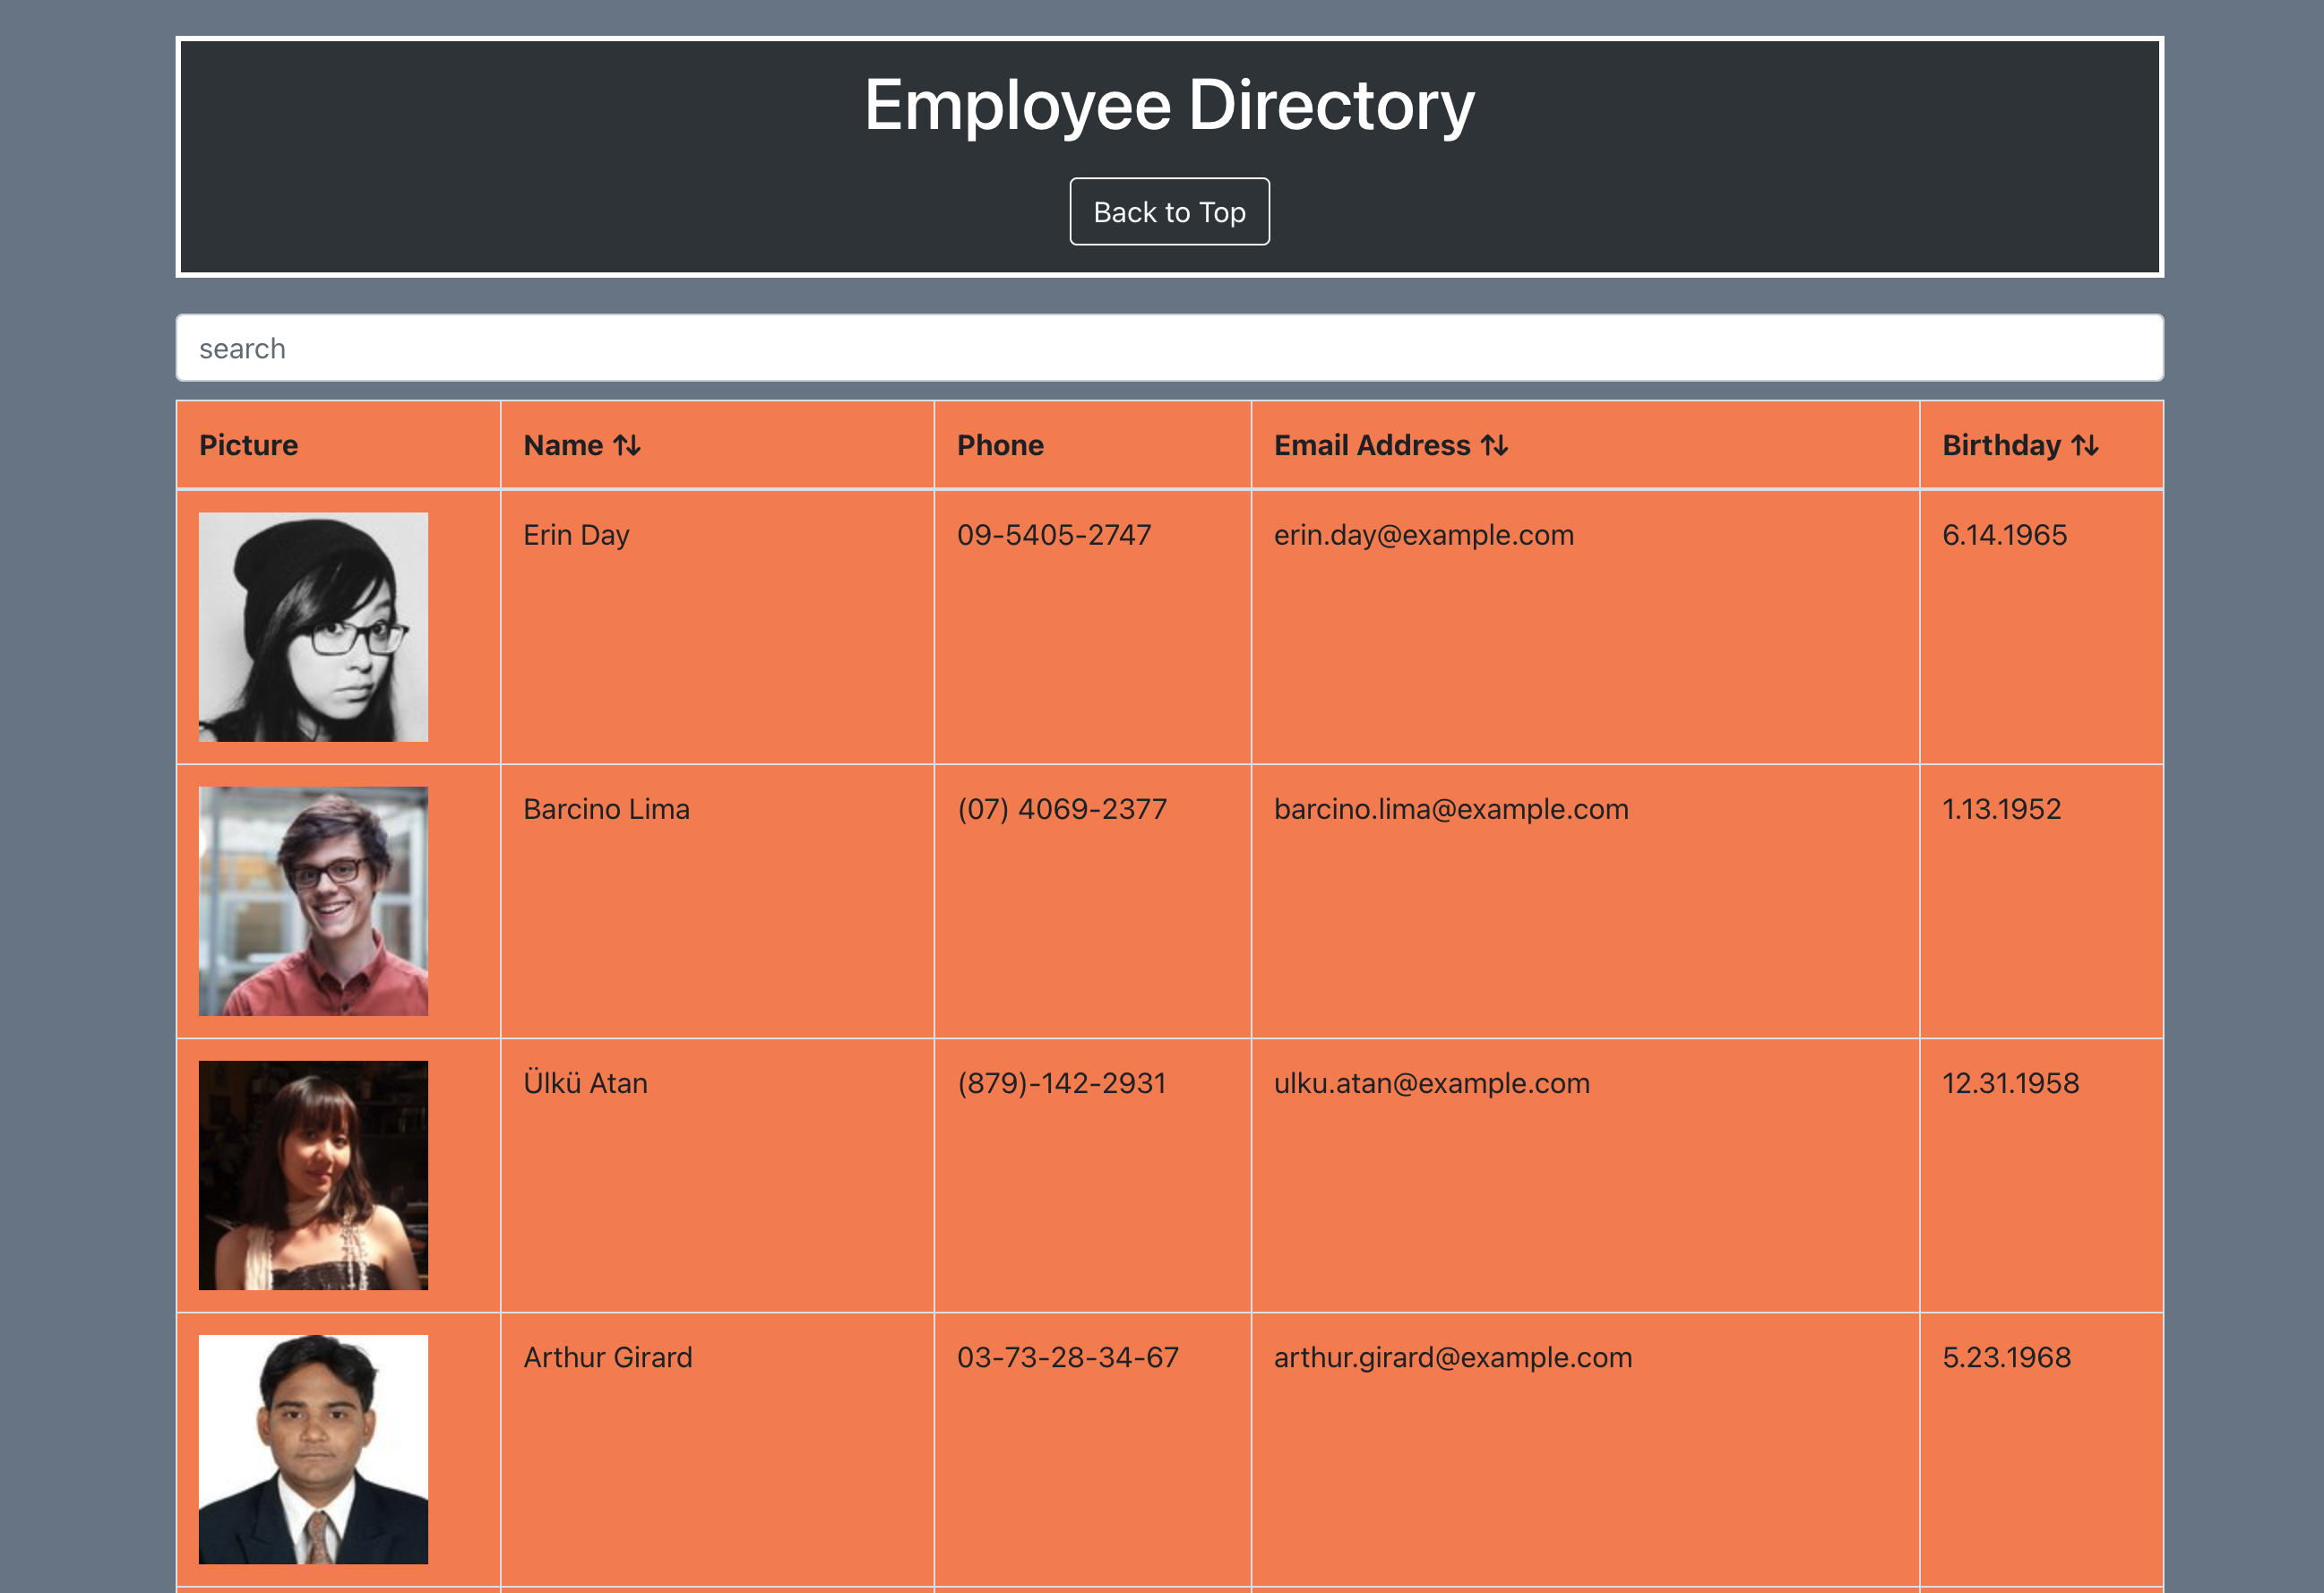 Employee Directory
Back to Top
search
Picture Name ↑↓ Phone Email Address ↑↓ Birthday ↑↓
Erin Day 09-5405-2747 erin.day@example.com 6.14.1965
Barcino Lima (07) 4069-2377 barcino.lima@example.com 1.13.1952
Ülkü Atan (879)-142-2931 ulku.atan@example.com 12.31.1958
Arthur Girard 03-73-28-34-67 arthur.girard@example.com 5.23.1968